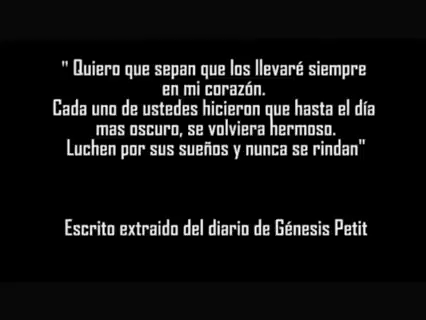 " Quiero que sepan que los llevaré siempre
en mi corazón.
Cada uno de ustedes hicieron que hasta el día
mas oscuro, se volviera hermoso.
Luchen por sus sueños y nunca se rindan"
Escrito extraido del diario de Génesis Petit